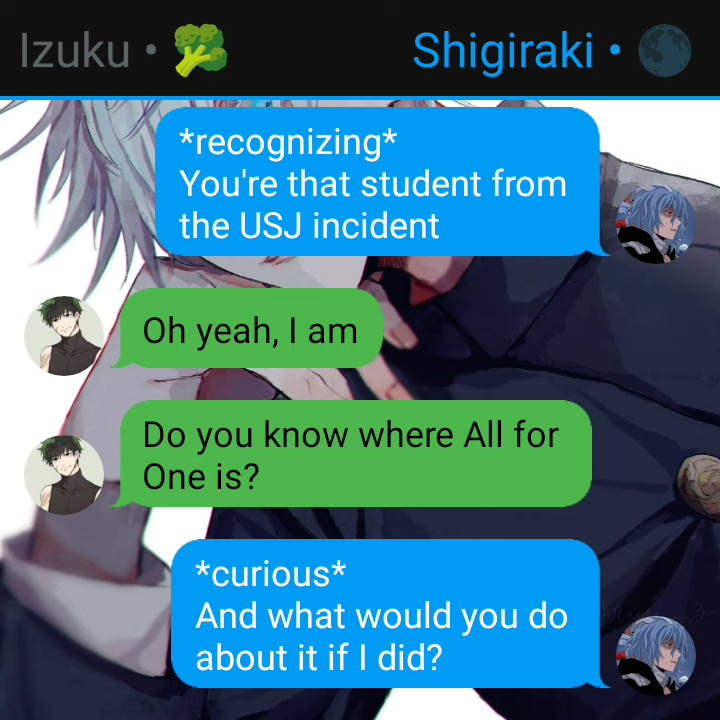 Izuku • 🥦
Shigiraki • 🌑
*recognizing*
You're that student from
the USJ incident
Oh yeah, I am
Do you know where All for
One is?
*curious*
And what would you do
about it if I did?